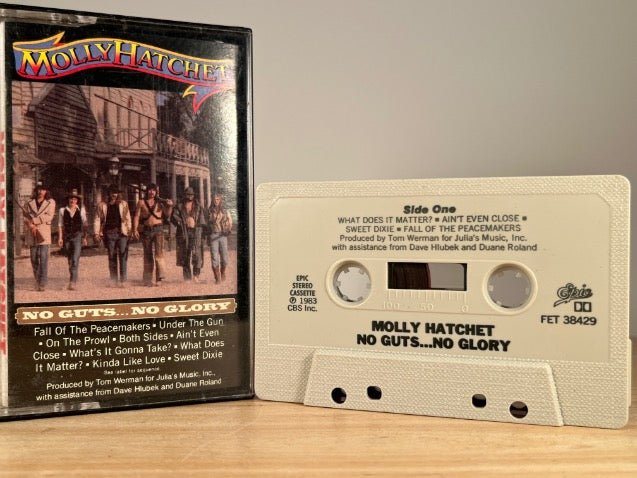 MOLLY HATCHET
NO GUTS...NO GLORY
Fall Of The Peacemakers ▪ Under The Gun
▪ On The Prowl ▪ Both Sides ▪ Ain't Even
Close ▪ What's It Gonna Take? ▪ What Does
It Matter? ▪ Kinda Like Love ▪ Sweet Dixie
See label for sequence.
Produced by Tom Werman for Julia's Music, Inc.,
with assistance from Dave Hlubek and Duane Roland
Side One
WHAT DOES IT MATTER? ▪ AIN'T EVEN CLOSE ▪
SWEET DIXIE ▪ FALL OF THE PEACEMAKERS
Produced by Tom Werman for Julia's Music, Inc.
with assistance from Dave Hlubek and Duane Roland
EPIC
STEREO
CASSETTE
℗ 1983
CBS Inc.
100 50 0
Epic
FET 38429
MOLLY HATCHET
NO GUTS...NO GLORY